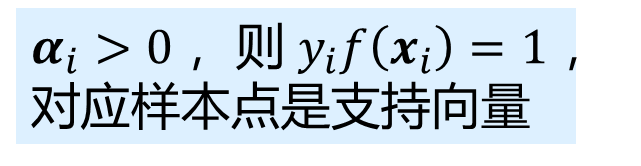 αᵢ > 0，则 yᵢf(xᵢ) = 1，
对应样本点是支持向量